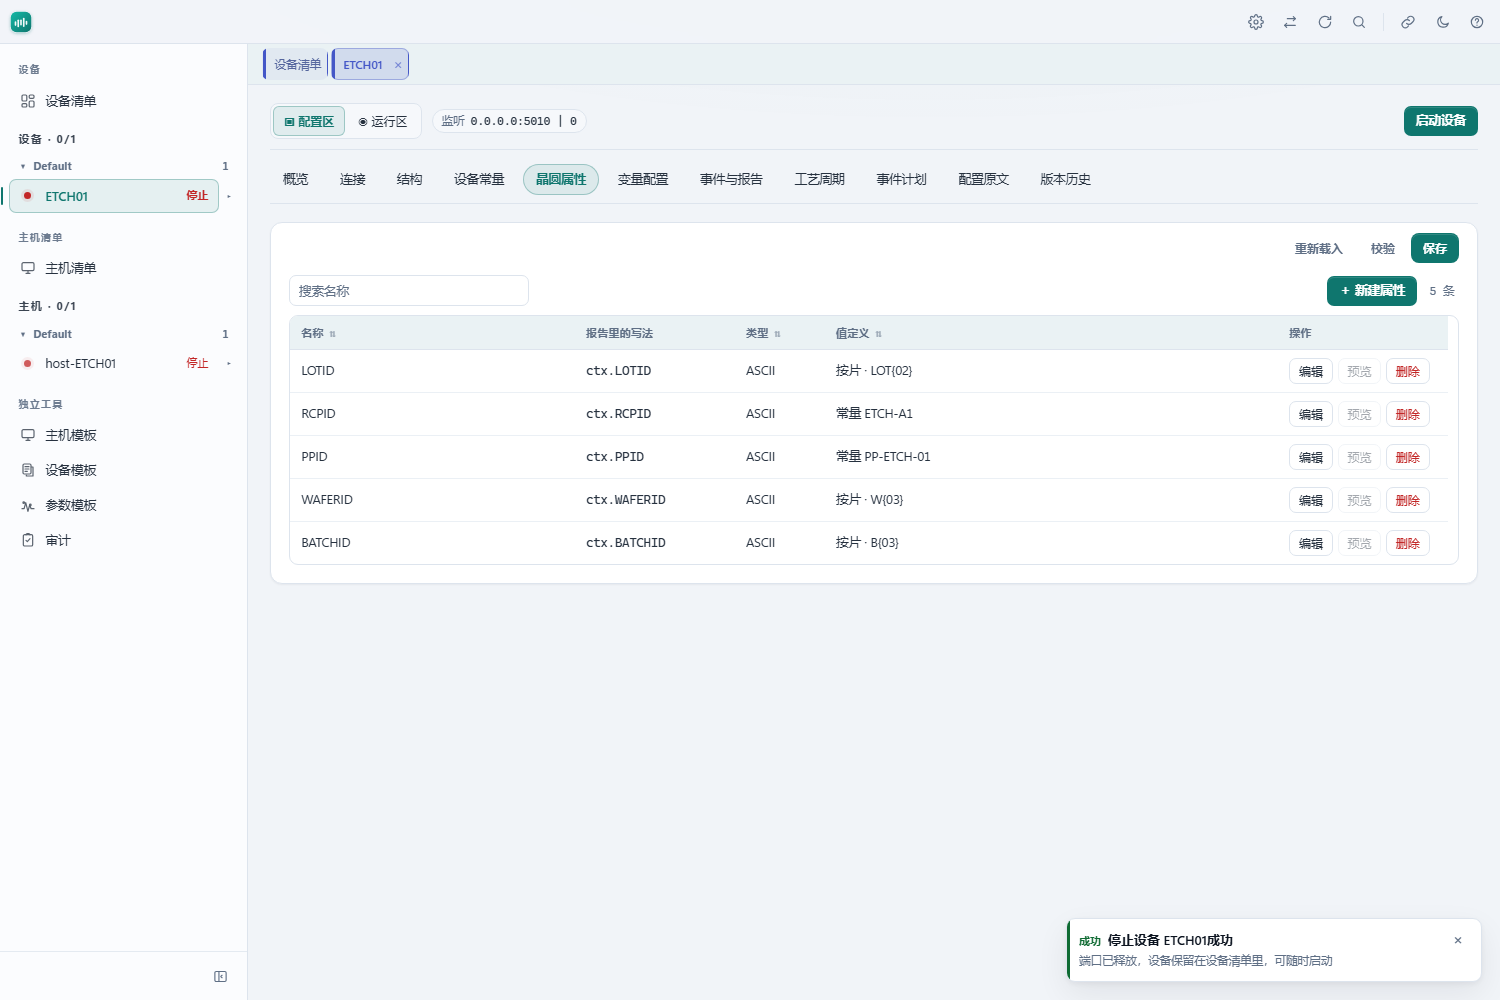 设备
设备清单
设备 · 0/1
Default 1
ETCH01 停止
主机清单
主机清单
主机 · 0/1
Default 1
host-ETCH01 停止
独立工具
主机模板
设备模板
参数模板
审计
设备清单 ETCH01 ×
配置区 运行区 监听 0.0.0.0:5010 | 0 启动设备
概览 连接 结构 设备常量 晶圆属性 变量配置 事件与报告 工艺周期 事件计划 配置原文 版本历史
重新载入 校验 保存
搜索名称 + 新建属性 5 条
名称 报告里的写法 类型 值定义 操作
LOTID ctx.LOTID ASCII 按片 · LOT{02} 编辑 预览 删除
RCPID ctx.RCPID ASCII 常量 ETCH-A1 编辑 预览 删除
PPID ctx.PPID ASCII 常量 PP-ETCH-01 编辑 预览 删除
WAFERID ctx.WAFERID ASCII 按片 · W{03} 编辑 预览 删除
BATCHID ctx.BATCHID ASCII 按片 · B{03} 编辑 预览 删除
成功 停止设备 ETCH01成功 ×
端口已释放，设备保留在设备清单里，可随时启动